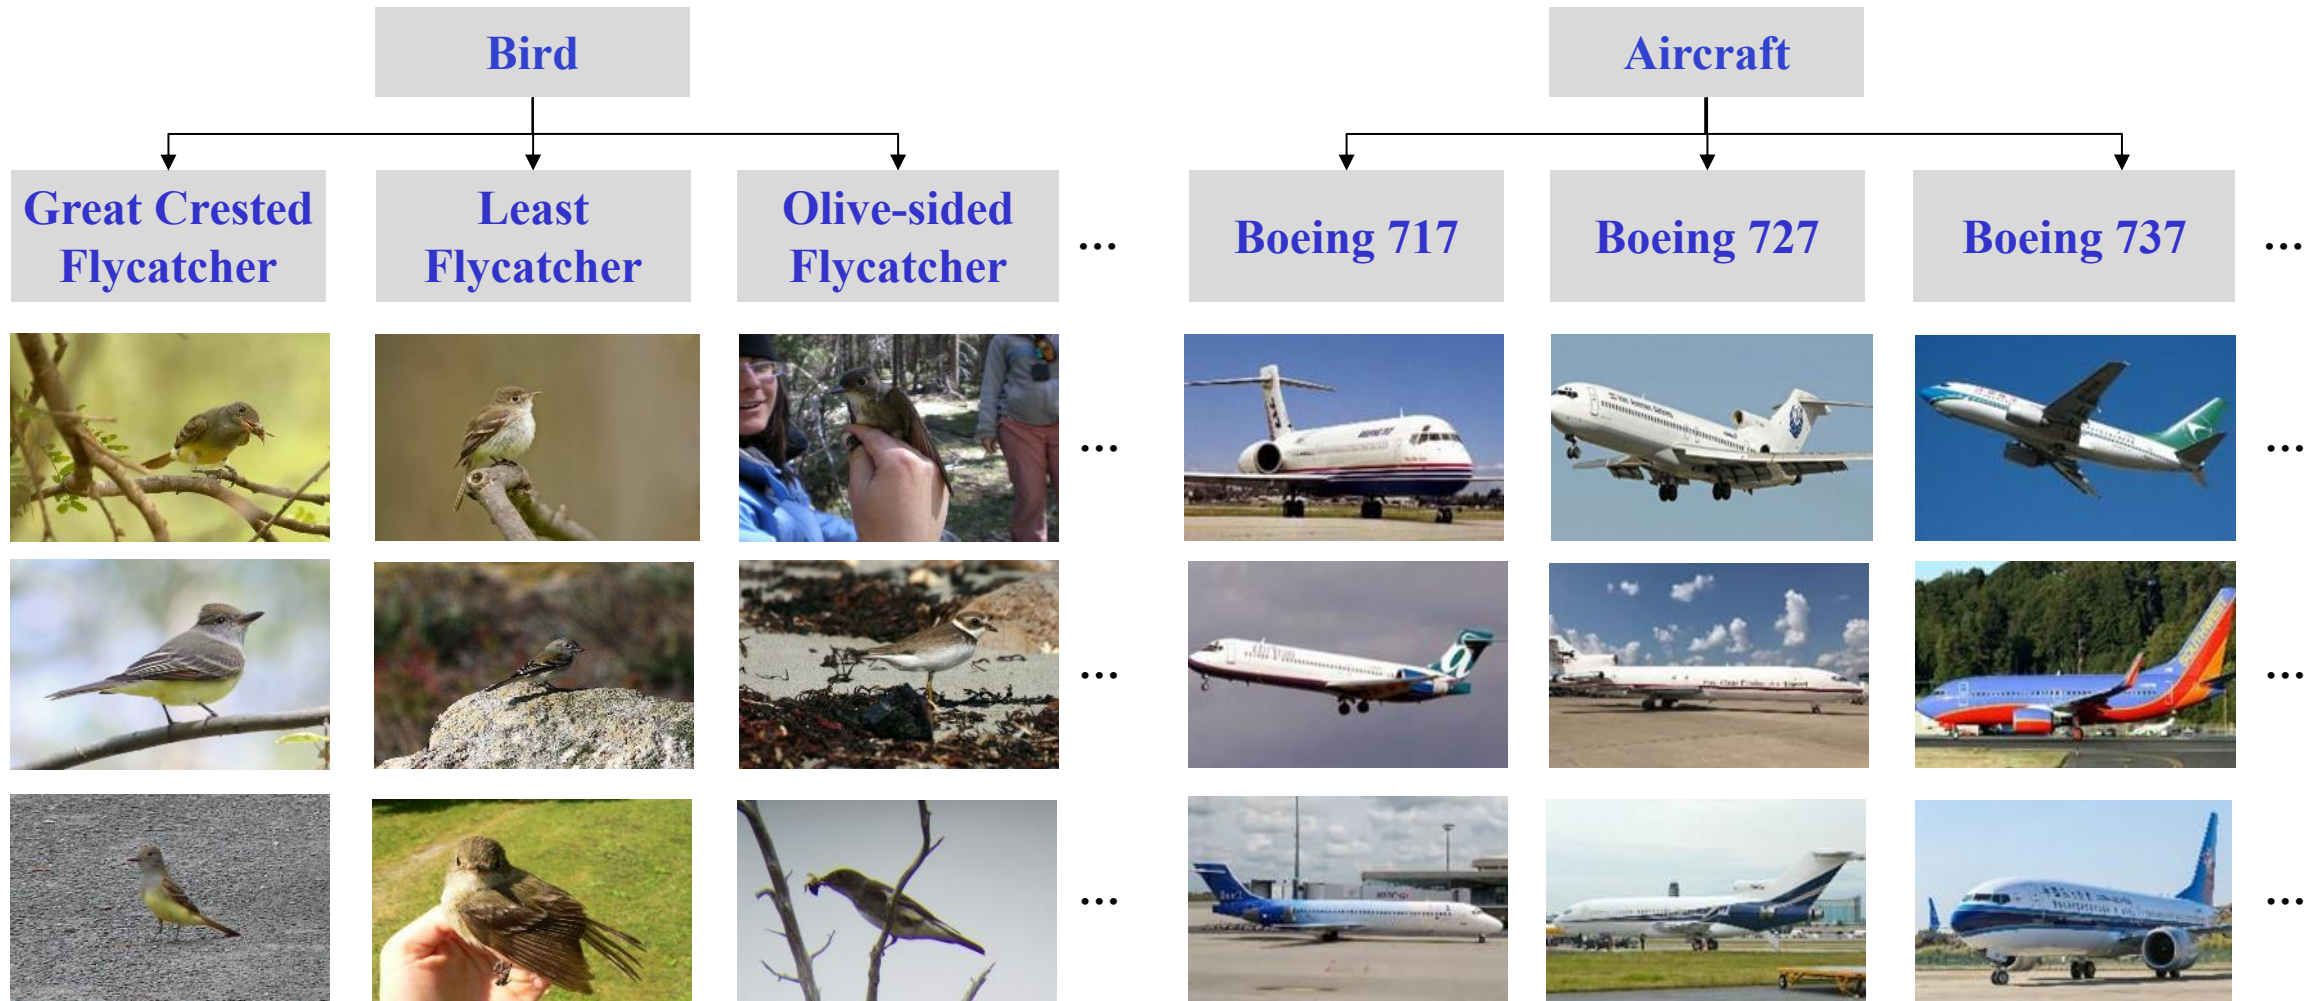 Bird
Aircraft
Great Crested
Flycatcher
Least
Flycatcher
Olive-sided
Flycatcher
...
Boeing 717
Boeing 727
Boeing 737
...
...
...
...
...
...
...